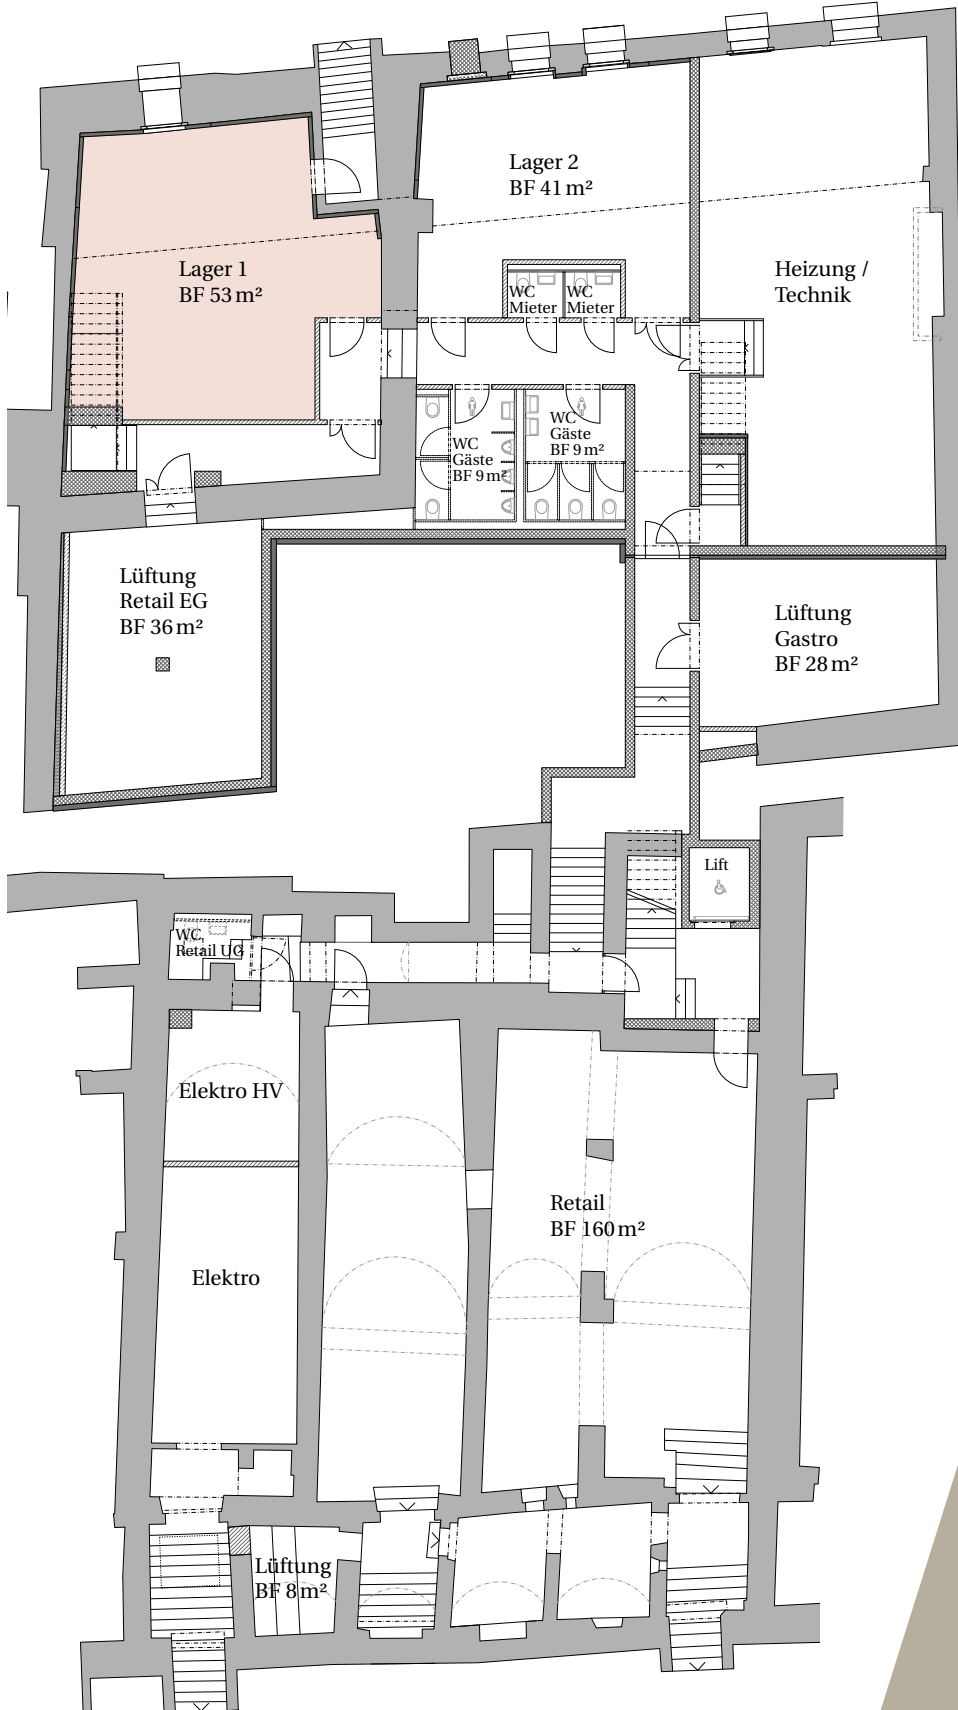 Lager 2
BF 41 m²
Lager 1
BF 53 m²
Heizung /
Technik
WC
Mieter
WC
Mieter
WC
Gäste
BF 9 m²
WC
Gäste
BF 9 m²
Lüftung
Retail EG
BF 36 m²
Lüftung
Gastro
BF 28 m²
Lift
WC
Retail UG
Elektro HV
Retail
BF 160 m²
Elektro
Lüftung
BF 8 m²